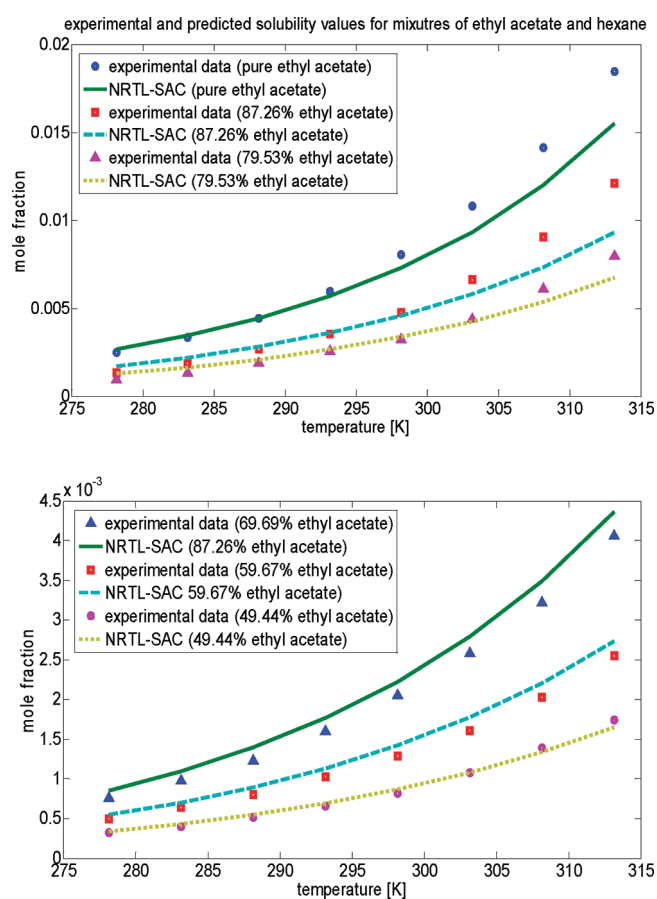 experimental and predicted solubility values for mixutres of ethyl acetate and hexane
0.02
0.015
0.01
0.005
0
mole fraction
experimental data (pure ethyl acetate)
NRTL-SAC (pure ethyl acetate)
experimental data (87.26% ethyl acetate)
NRTL-SAC (87.26% ethyl acetate)
experimental data (79.53% ethyl acetate)
NRTL-SAC (79.53% ethyl acetate)
275 280 285 290 295 300 305 310 315
temperature [K]
x 10⁻³
4.5
4
3.5
3
2.5
2
1.5
1
0.5
0
mole fraction
experimental data (69.69% ethyl acetate)
NRTL-SAC (87.26% ethyl acetate)
experimental data (59.67% ethyl acetate)
NRTL-SAC 59.67% ethyl acetate)
experimental data (49.44% ethyl acetate)
NRTL-SAC (49.44% ethyl acetate)
275 280 285 290 295 300 305 310 315
temperature [K]